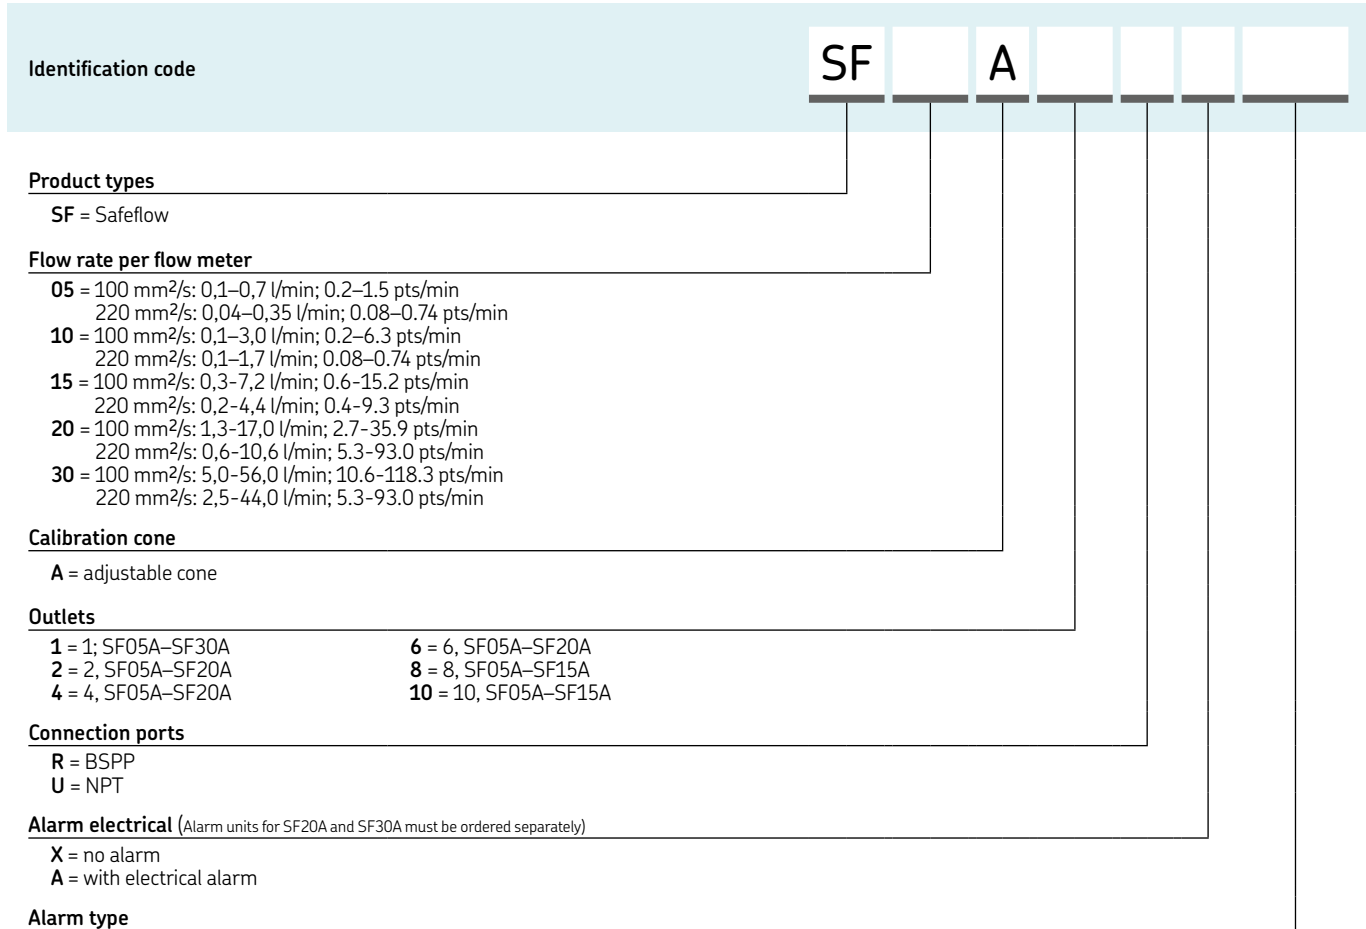 Identification code SF A
Product types
SF = Safeflow
Flow rate per flow meter
05 = 100 mm²/s: 0,1–0,7 l/min; 0.2–1.5 pts/min
220 mm²/s: 0,04–0,35 l/min; 0.08–0.74 pts/min
10 = 100 mm²/s: 0,1–3,0 l/min; 0.2–6.3 pts/min
220 mm²/s: 0,1–1,7 l/min; 0.08–0.74 pts/min
15 = 100 mm²/s: 0,3-7,2 l/min; 0.6-15.2 pts/min
220 mm²/s: 0,2-4,4 l/min; 0.4-9.3 pts/min
20 = 100 mm²/s: 1,3-17,0 l/min; 2.7-35.9 pts/min
220 mm²/s: 0,6-10,6 l/min; 5.3-93.0 pts/min
30 = 100 mm²/s: 5,0-56,0 l/min; 10.6-118.3 pts/min
220 mm²/s: 2,5-44,0 l/min; 5.3-93.0 pts/min
Calibration cone
A = adjustable cone
Outlets
1 = 1; SF05A–SF30A
2 = 2, SF05A–SF20A
4 = 4, SF05A–SF20A
6 = 6, SF05A–SF20A
8 = 8, SF05A–SF15A
10 = 10, SF05A–SF15A
Connection ports
R = BSPP
U = NPT
Alarm electrical (Alarm units for SF20A and SF30A must be ordered separately)
X = no alarm
A = with electrical alarm
Alarm type